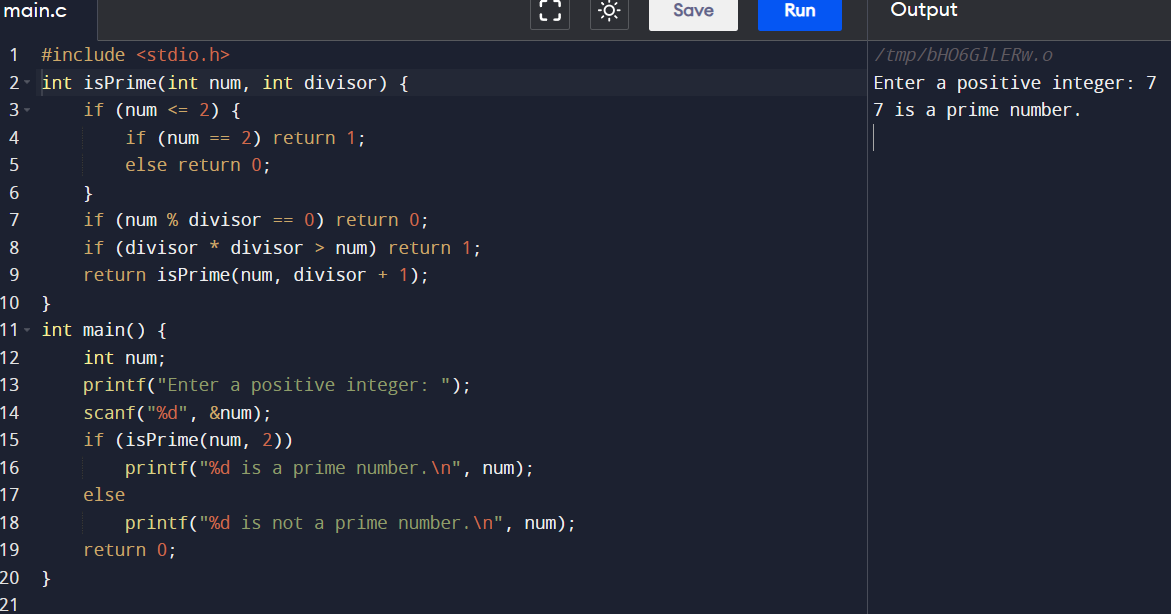 main.c
Save
Run
Output
1 #include <stdio.h>
2 int isPrime(int num, int divisor) {
3     if (num <= 2) {
4         if (num == 2) return 1;
5         else return 0;
6     }
7     if (num % divisor == 0) return 0;
8     if (divisor * divisor > num) return 1;
9     return isPrime(num, divisor + 1);
10 }
11 int main() {
12     int num;
13     printf("Enter a positive integer: ");
14     scanf("%d", &num);
15     if (isPrime(num, 2))
16         printf("%d is a prime number.\n", num);
17     else
18         printf("%d is not a prime number.\n", num);
19     return 0;
20 }
21
/tmp/bHO6GlLERw.o
Enter a positive integer: 7
7 is a prime number.